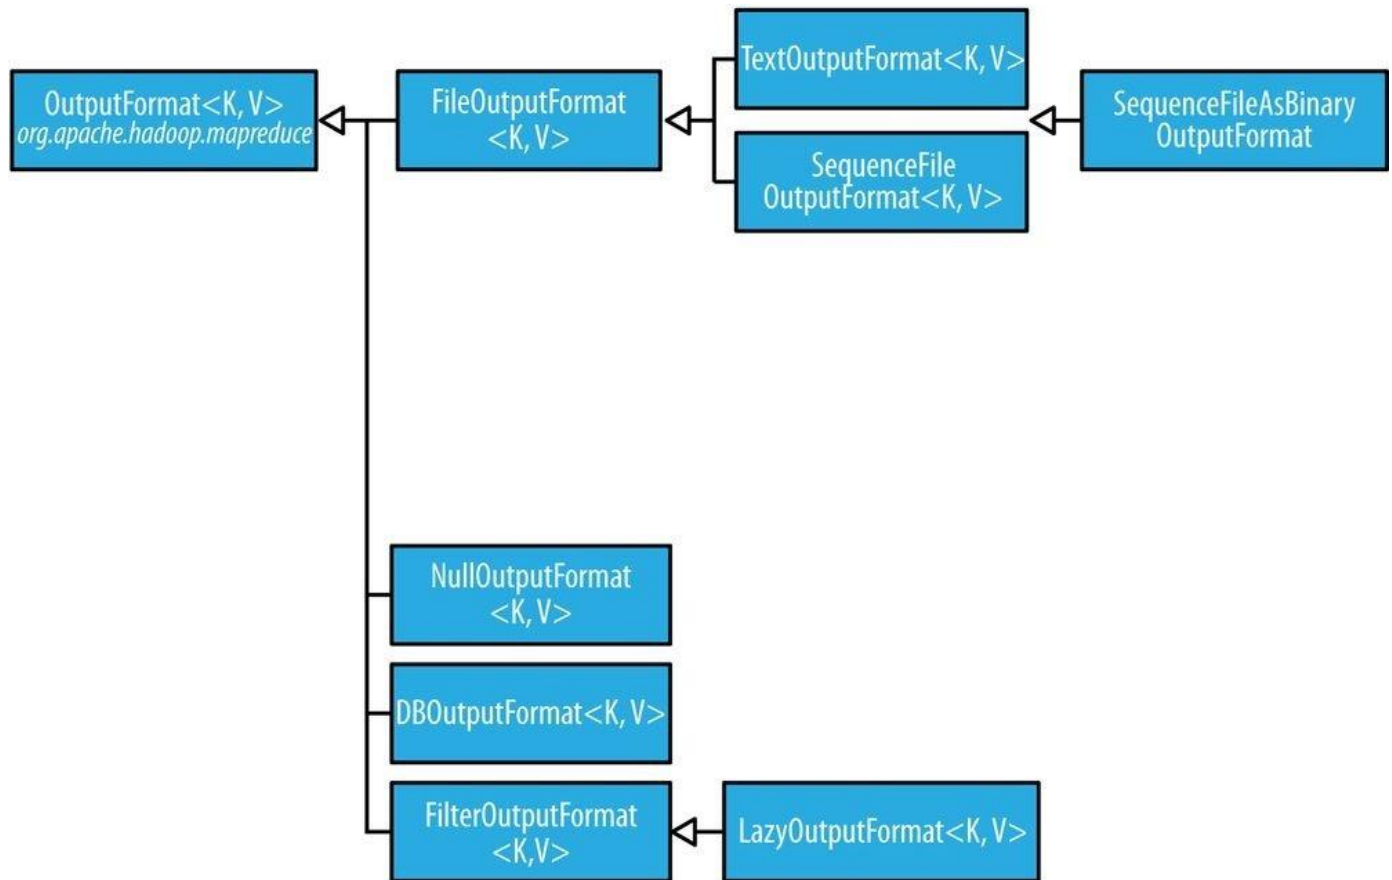 OutputFormat<K, V>
org.apache.hadoop.mapreduce
FileOutputFormat
<K, V>
TextOutputFormat<K, V>
SequenceFile
OutputFormat<K, V>
SequenceFileAsBinary
OutputFormat
NullOutputFormat
<K, V>
DBOutputFormat<K, V>
FilterOutputFormat
<K,V>
LazyOutputFormat<K, V>